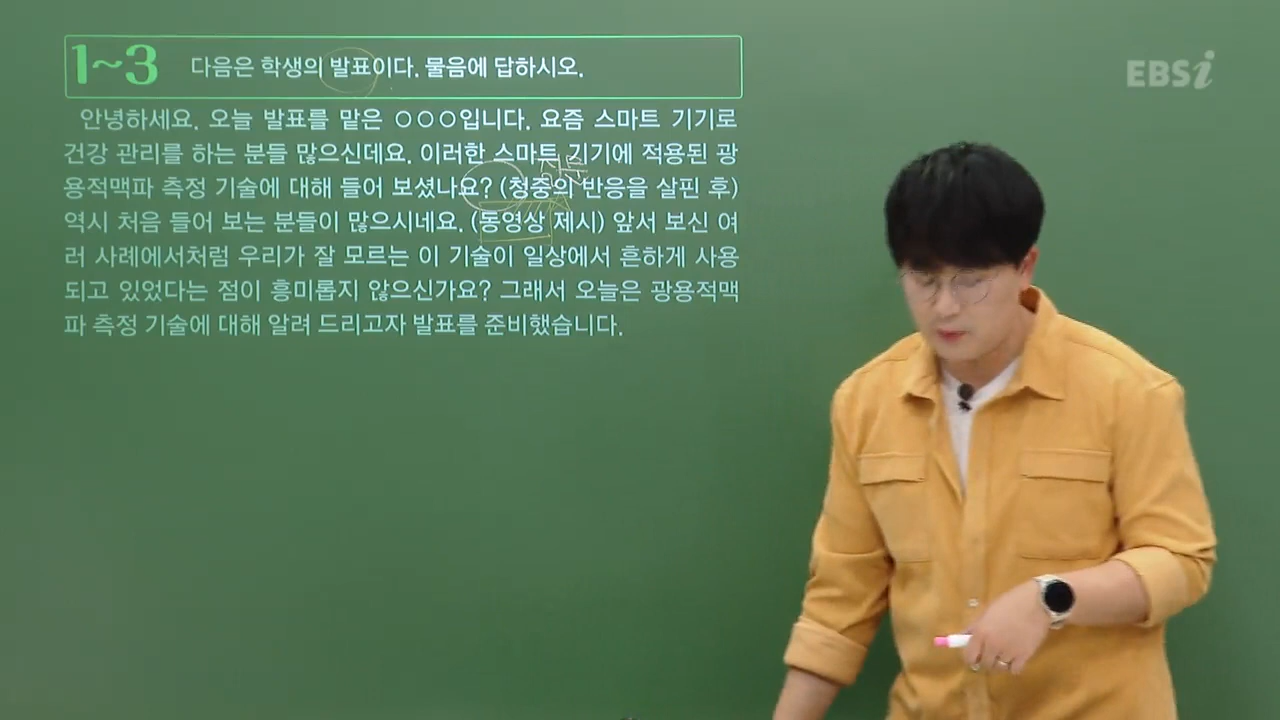 1~3 다음은 학생의 발표이다. 물음에 답하시오.
EBSi
안녕하세요. 오늘 발표를 맡은 ○○○입니다. 요즘 스마트 기기로
건강 관리를 하는 분들 많으신데요. 이러한 스마트 기기에 적용된 광
용적맥파 측정 기술에 대해 들어 보셨나요? (청중의 반응을 살핀 후)
역시 처음 들어 보는 분들이 많으시네요. (동영상 제시) 앞서 보신 여
러 사례에서처럼 우리가 잘 모르는 이 기술이 일상에서 흔하게 사용
되고 있었다는 점이 흥미롭지 않으신가요? 그래서 오늘은 광용적맥
파 측정 기술에 대해 알려 드리고자 발표를 준비했습니다.